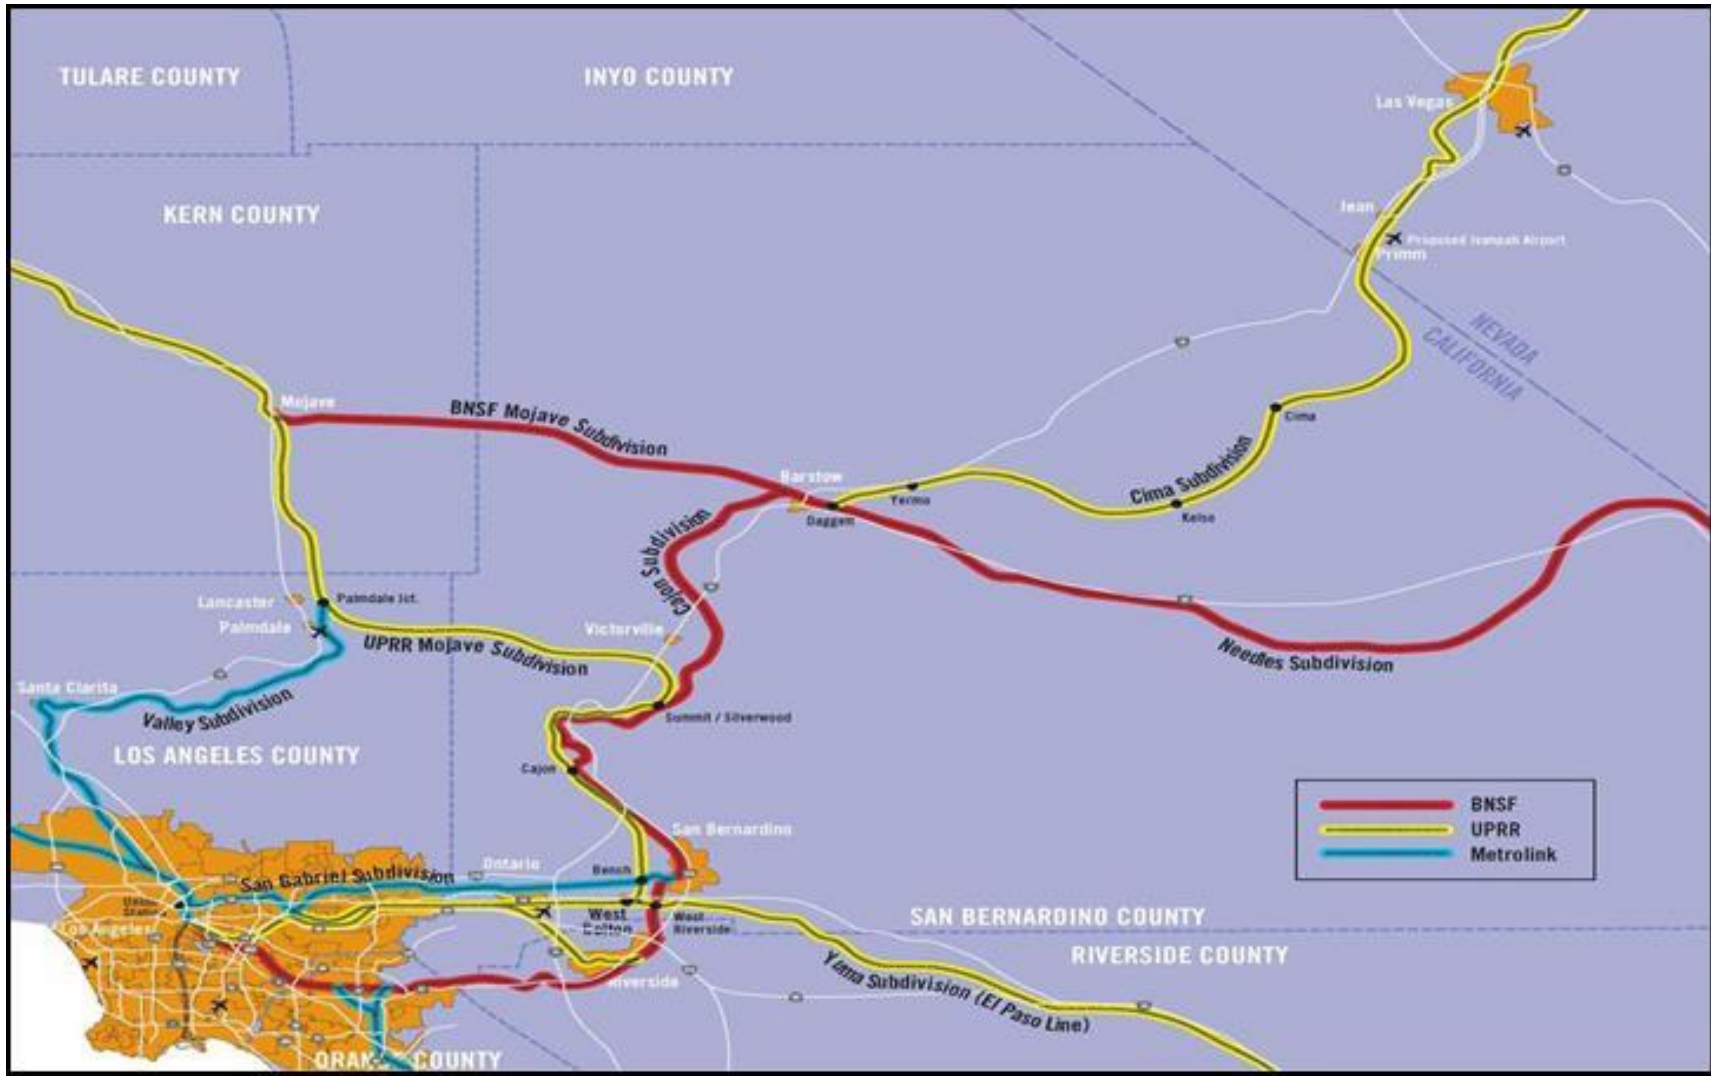 TULARE COUNTY
INYO COUNTY
Las Vegas
KERN COUNTY
Jean
Proposed Ivanpah Airport
Primm
NEVADA
CALIFORNIA
Mojave
BNSF Mojave Subdivision
Cima
Barstow
Cima Subdivision
Yermo
Kelso
Daggett
Cajon Subdivision
Lancaster
Palmdale Jct.
Palmdale
Victorville
UPRR Mojave Subdivision
Needles Subdivision
Santa Clarita
Valley Subdivision
Summit / Silverwood
LOS ANGELES COUNTY
Cajon
BNSF
UPRR
Metrolink
San Bernardino
Ontario
Bench
San Gabriel Subdivision
Union
Station
West
Colton
West
Riverside
Los Angeles
SAN BERNARDINO COUNTY
RIVERSIDE COUNTY
Riverside
Yuma Subdivision (El Paso Line)
ORANGE COUNTY